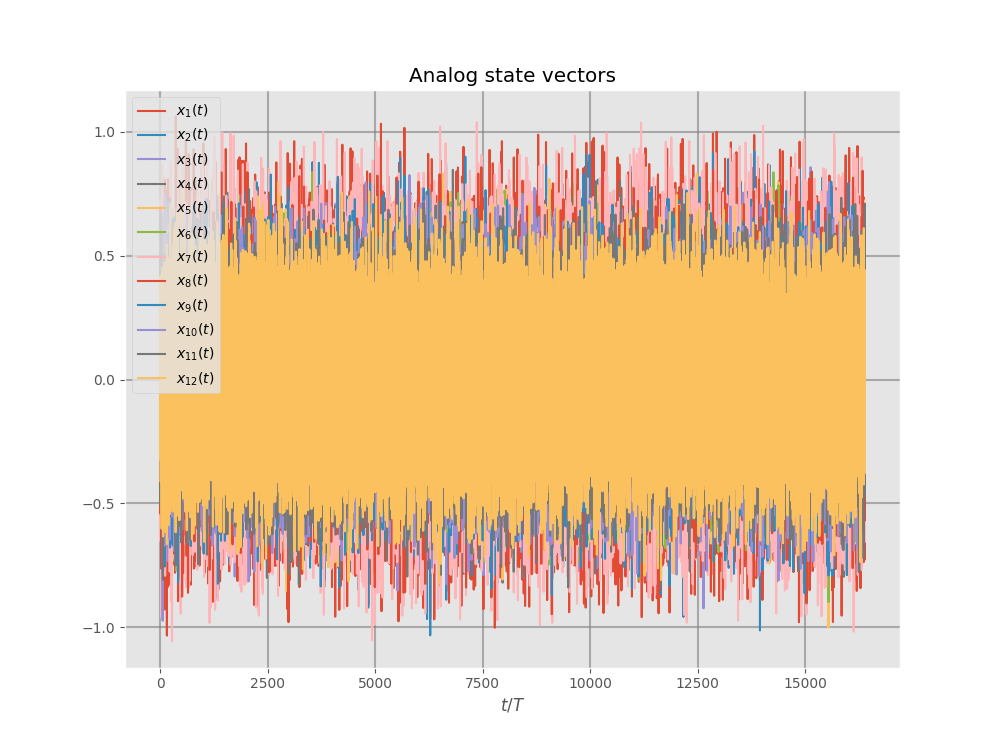 Analog state vectors
1.0
0.5
0.0
−0.5
−1.0
x₁(t)
x₂(t)
x₃(t)
x₄(t)
x₅(t)
x₆(t)
x₇(t)
x₈(t)
x₉(t)
x₁₀(t)
x₁₁(t)
x₁₂(t)
0 2500 5000 7500 10000 12500 15000
t/T